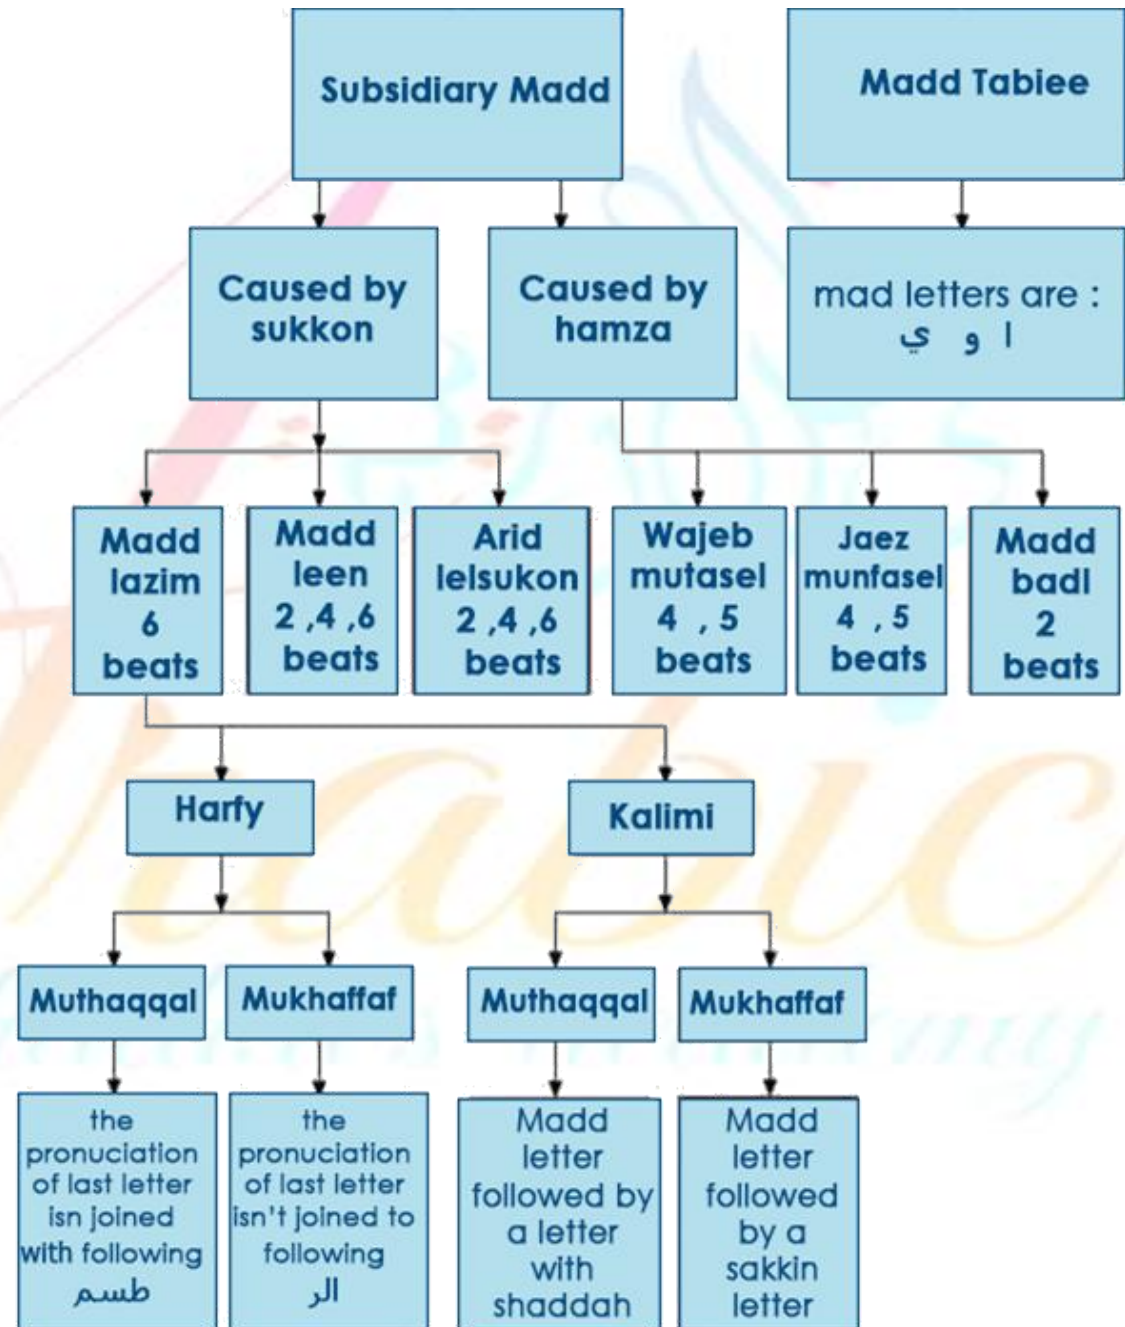 Subsidiary Madd
Madd Tabiee
Caused by
sukkon
Caused by
hamza
mad letters are :
ا و ي
Madd
lazim
6
beats
Madd
leen
2 ,4 ,6
beats
Arid
lelsukon
2 ,4 ,6
beats
Wajeb
mutasel
4 , 5
beats
Jaez
munfasel
4 , 5
beats
Madd
badl
2
beats
Harfy
Kalimi
Muthaqqal
Mukhaffaf
Muthaqqal
Mukhaffaf
the
pronuciation
of last letter
isn joined
with following
طسم
the
pronuciation
of last letter
isn't joined to
following
الر
Madd
letter
followed by
a letter
with
shaddah
Madd
letter
followed
by a
sakkin
letter